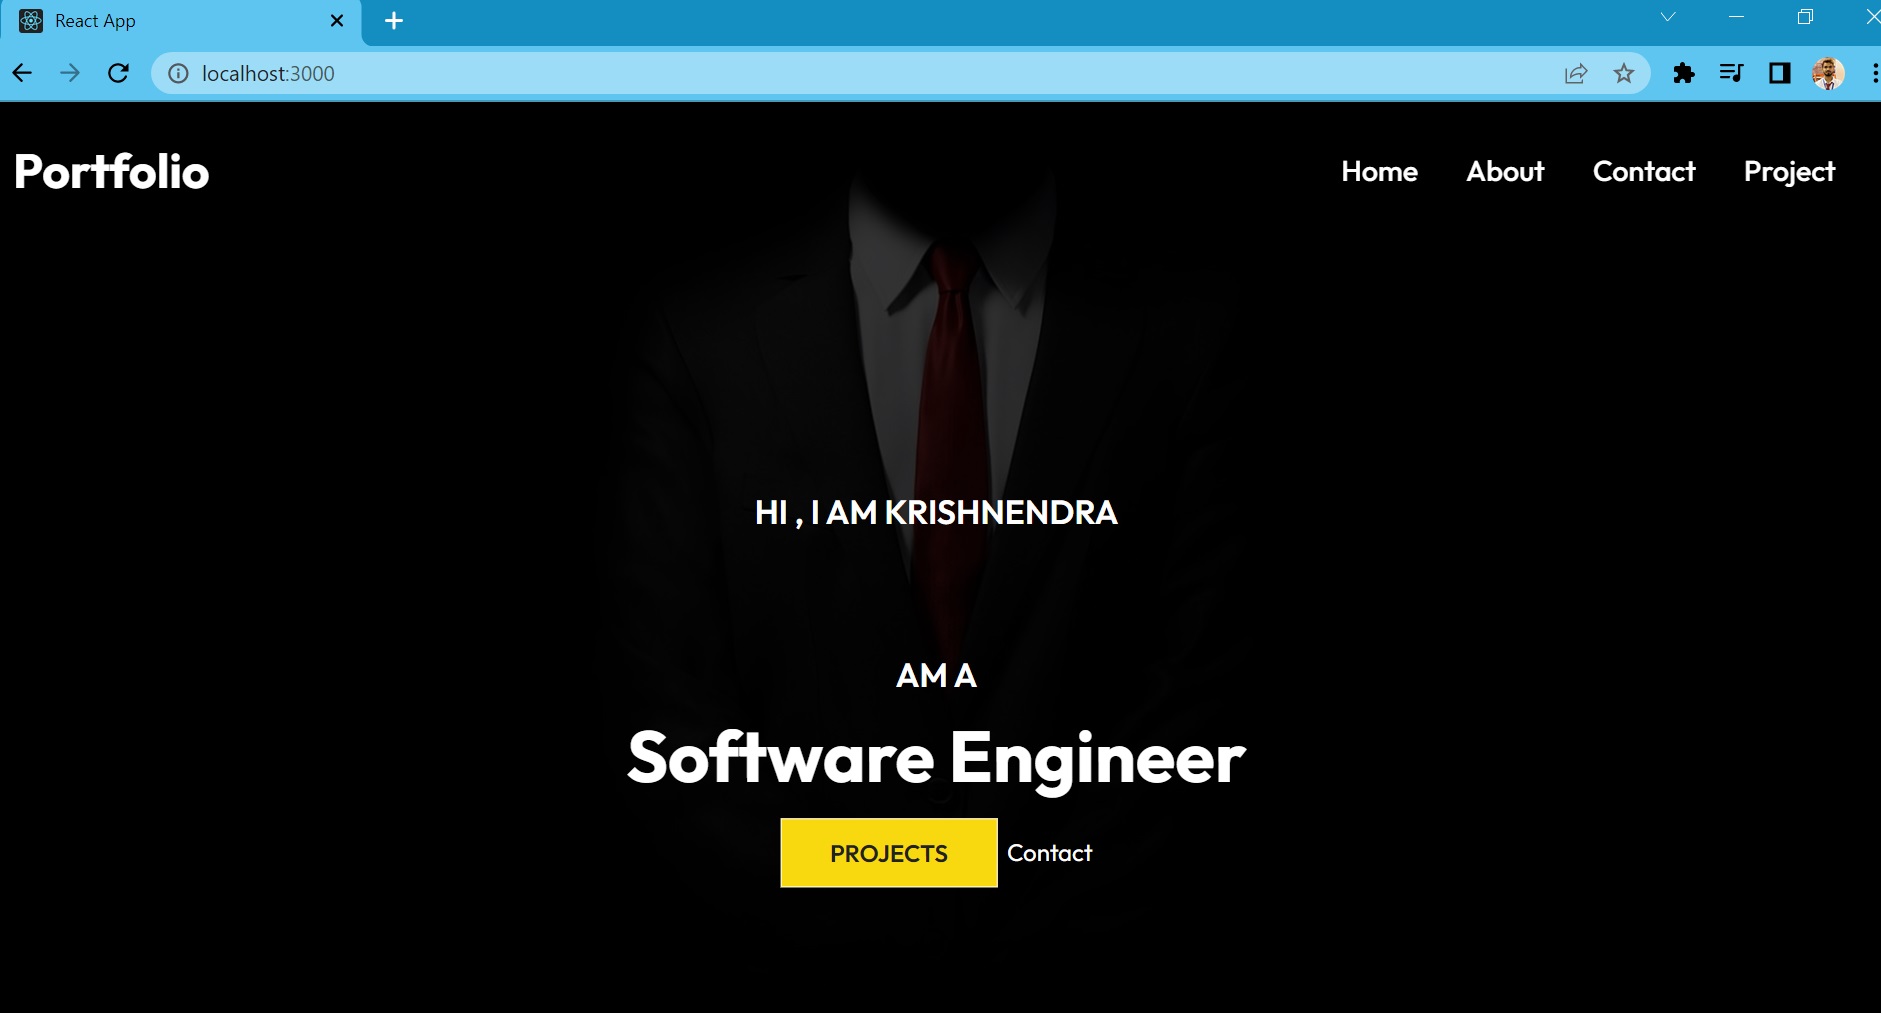 React App
localhost:3000
Portfolio
Home About Contact Project
HI , I AM KRISHNENDRA
AM A
Software Engineer
PROJECTS Contact